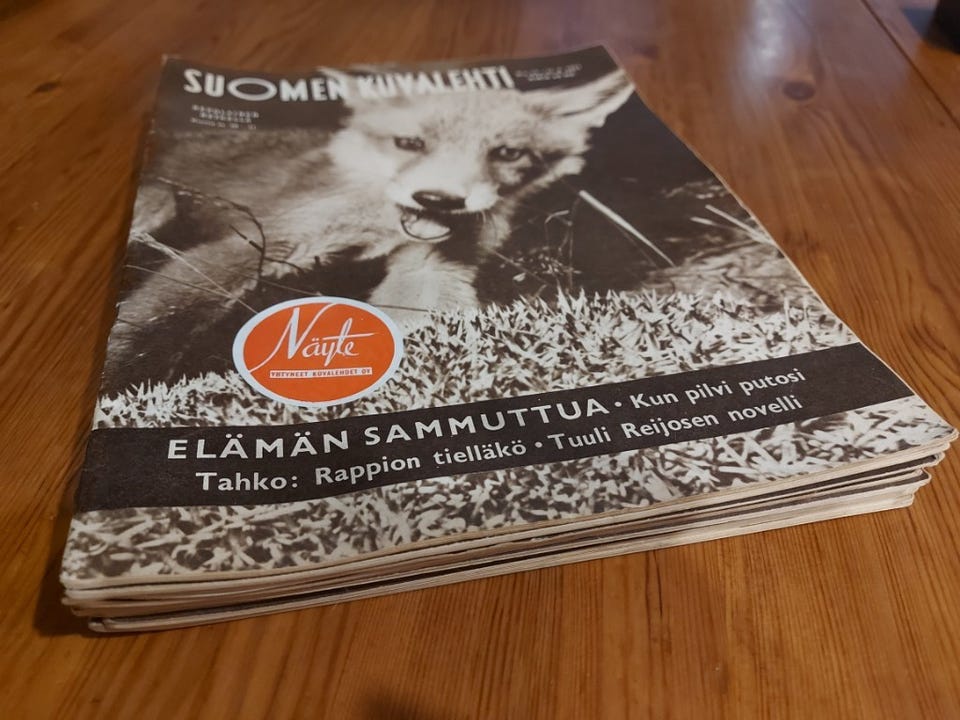 SUOMEN KUVALEHTI
Näyte
YHTYNEET KUVALEHDET OY
ELÄMÄN SAMMUTTUA • Kun pilvi putosi
Tahko: Rappion tielläkö • Tuuli Reijosen novelli